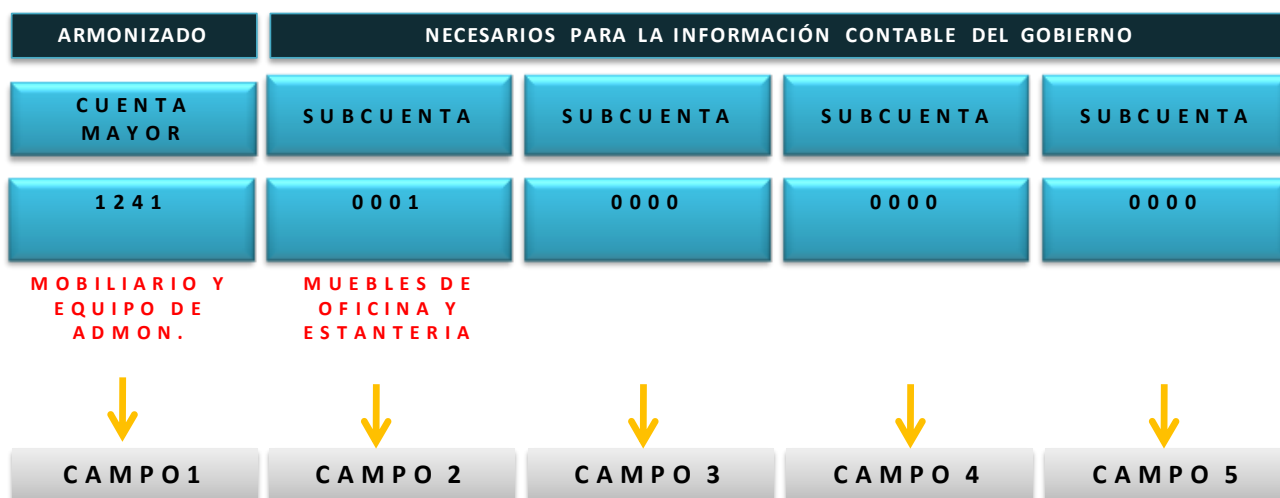 ARMONIZADO
NECESARIOS PARA LA INFORMACIÓN CONTABLE DEL GOBIERNO
CUENTA
MAYOR
SUBCUENTA
SUBCUENTA
SUBCUENTA
SUBCUENTA
1241
0001
0000
0000
0000
MOBILIARIO Y
EQUIPO DE
ADMON.
MUEBLES DE
OFICINA Y
ESTANTERIA
CAMPO1
CAMPO 2
CAMPO 3
CAMPO 4
CAMPO 5